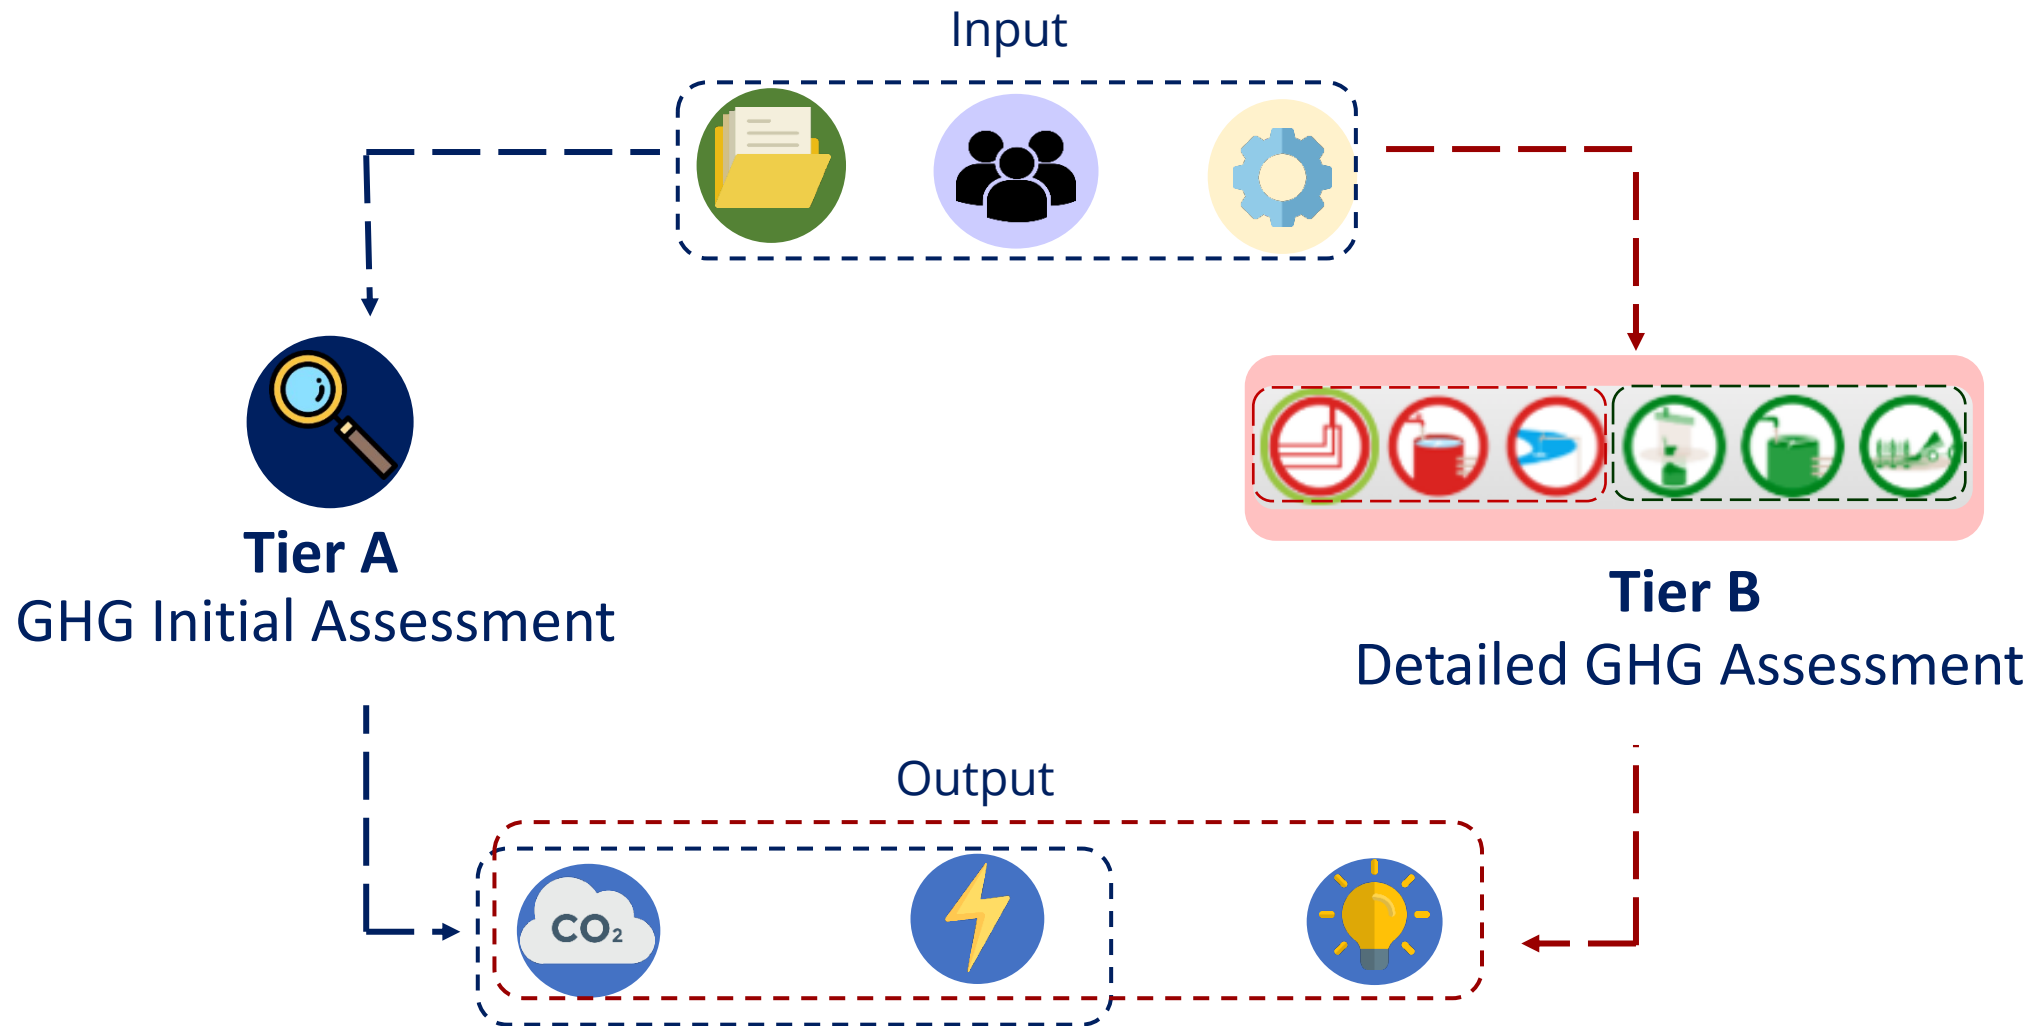 Input
Tier A
GHG Initial Assessment
Tier B
Detailed GHG Assessment
Output
CO₂